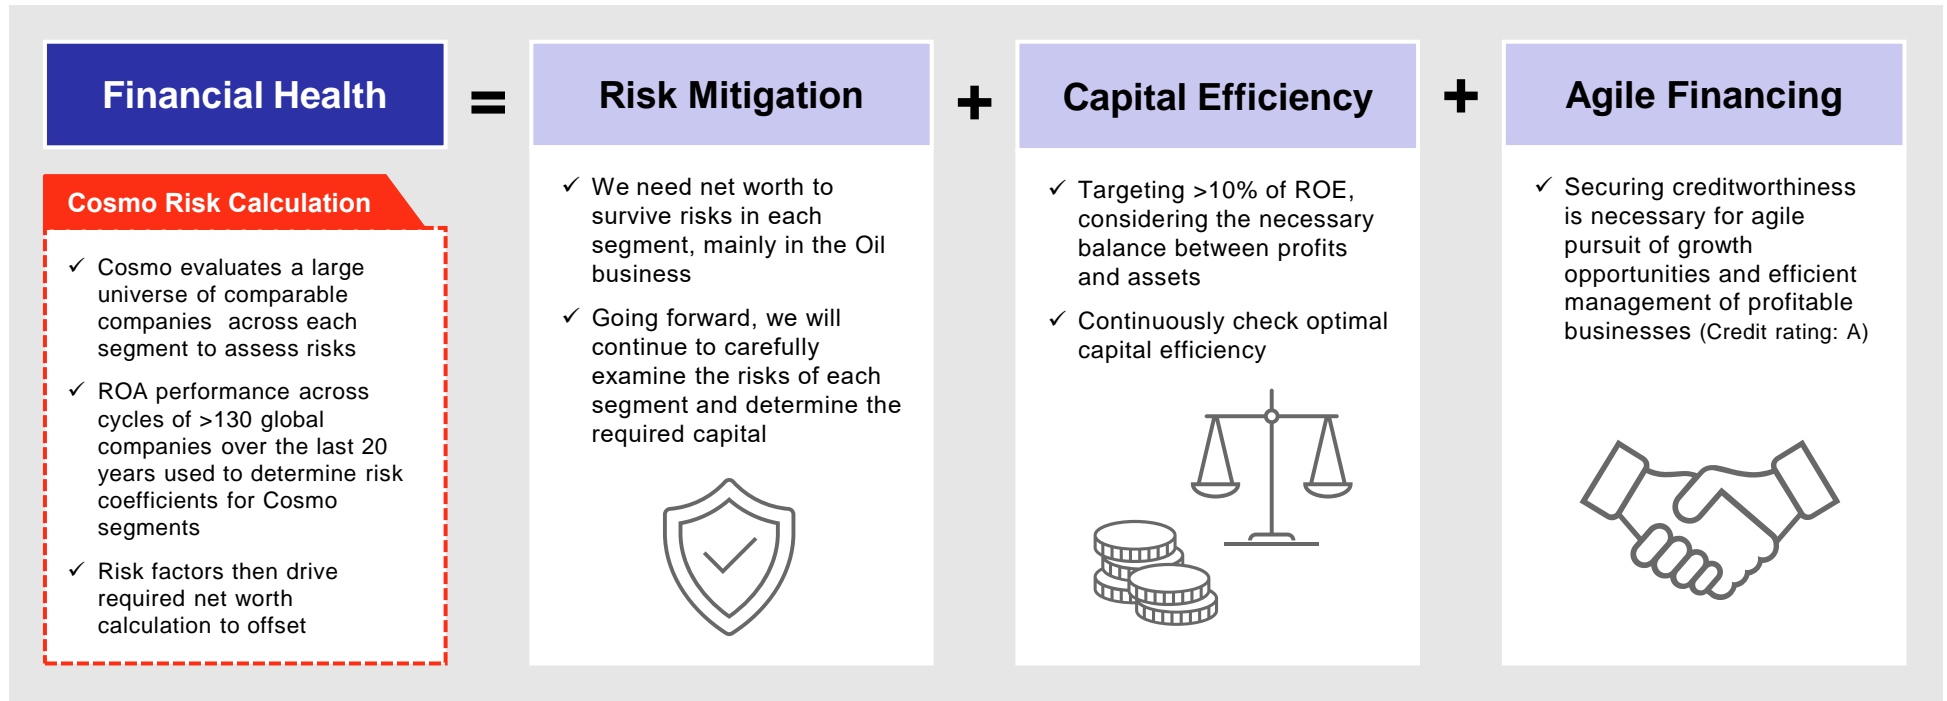 Financial Health
=
Risk Mitigation
+
Capital Efficiency
+
Agile Financing
Cosmo Risk Calculation
✓ Cosmo evaluates a large
universe of comparable
companies across each
segment to assess risks
✓ ROA performance across
cycles of >130 global
companies over the last 20
years used to determine risk
coefficients for Cosmo
segments
✓ Risk factors then drive
required net worth
calculation to offset
✓ We need net worth to
survive risks in each
segment, mainly in the Oil
business
✓ Going forward, we will
continue to carefully
examine the risks of each
segment and determine the
required capital
✓ Targeting >10% of ROE,
considering the necessary
balance between profits
and assets
✓ Continuously check optimal
capital efficiency
✓ Securing creditworthiness
is necessary for agile
pursuit of growth
opportunities and efficient
management of profitable
businesses (Credit rating: A)